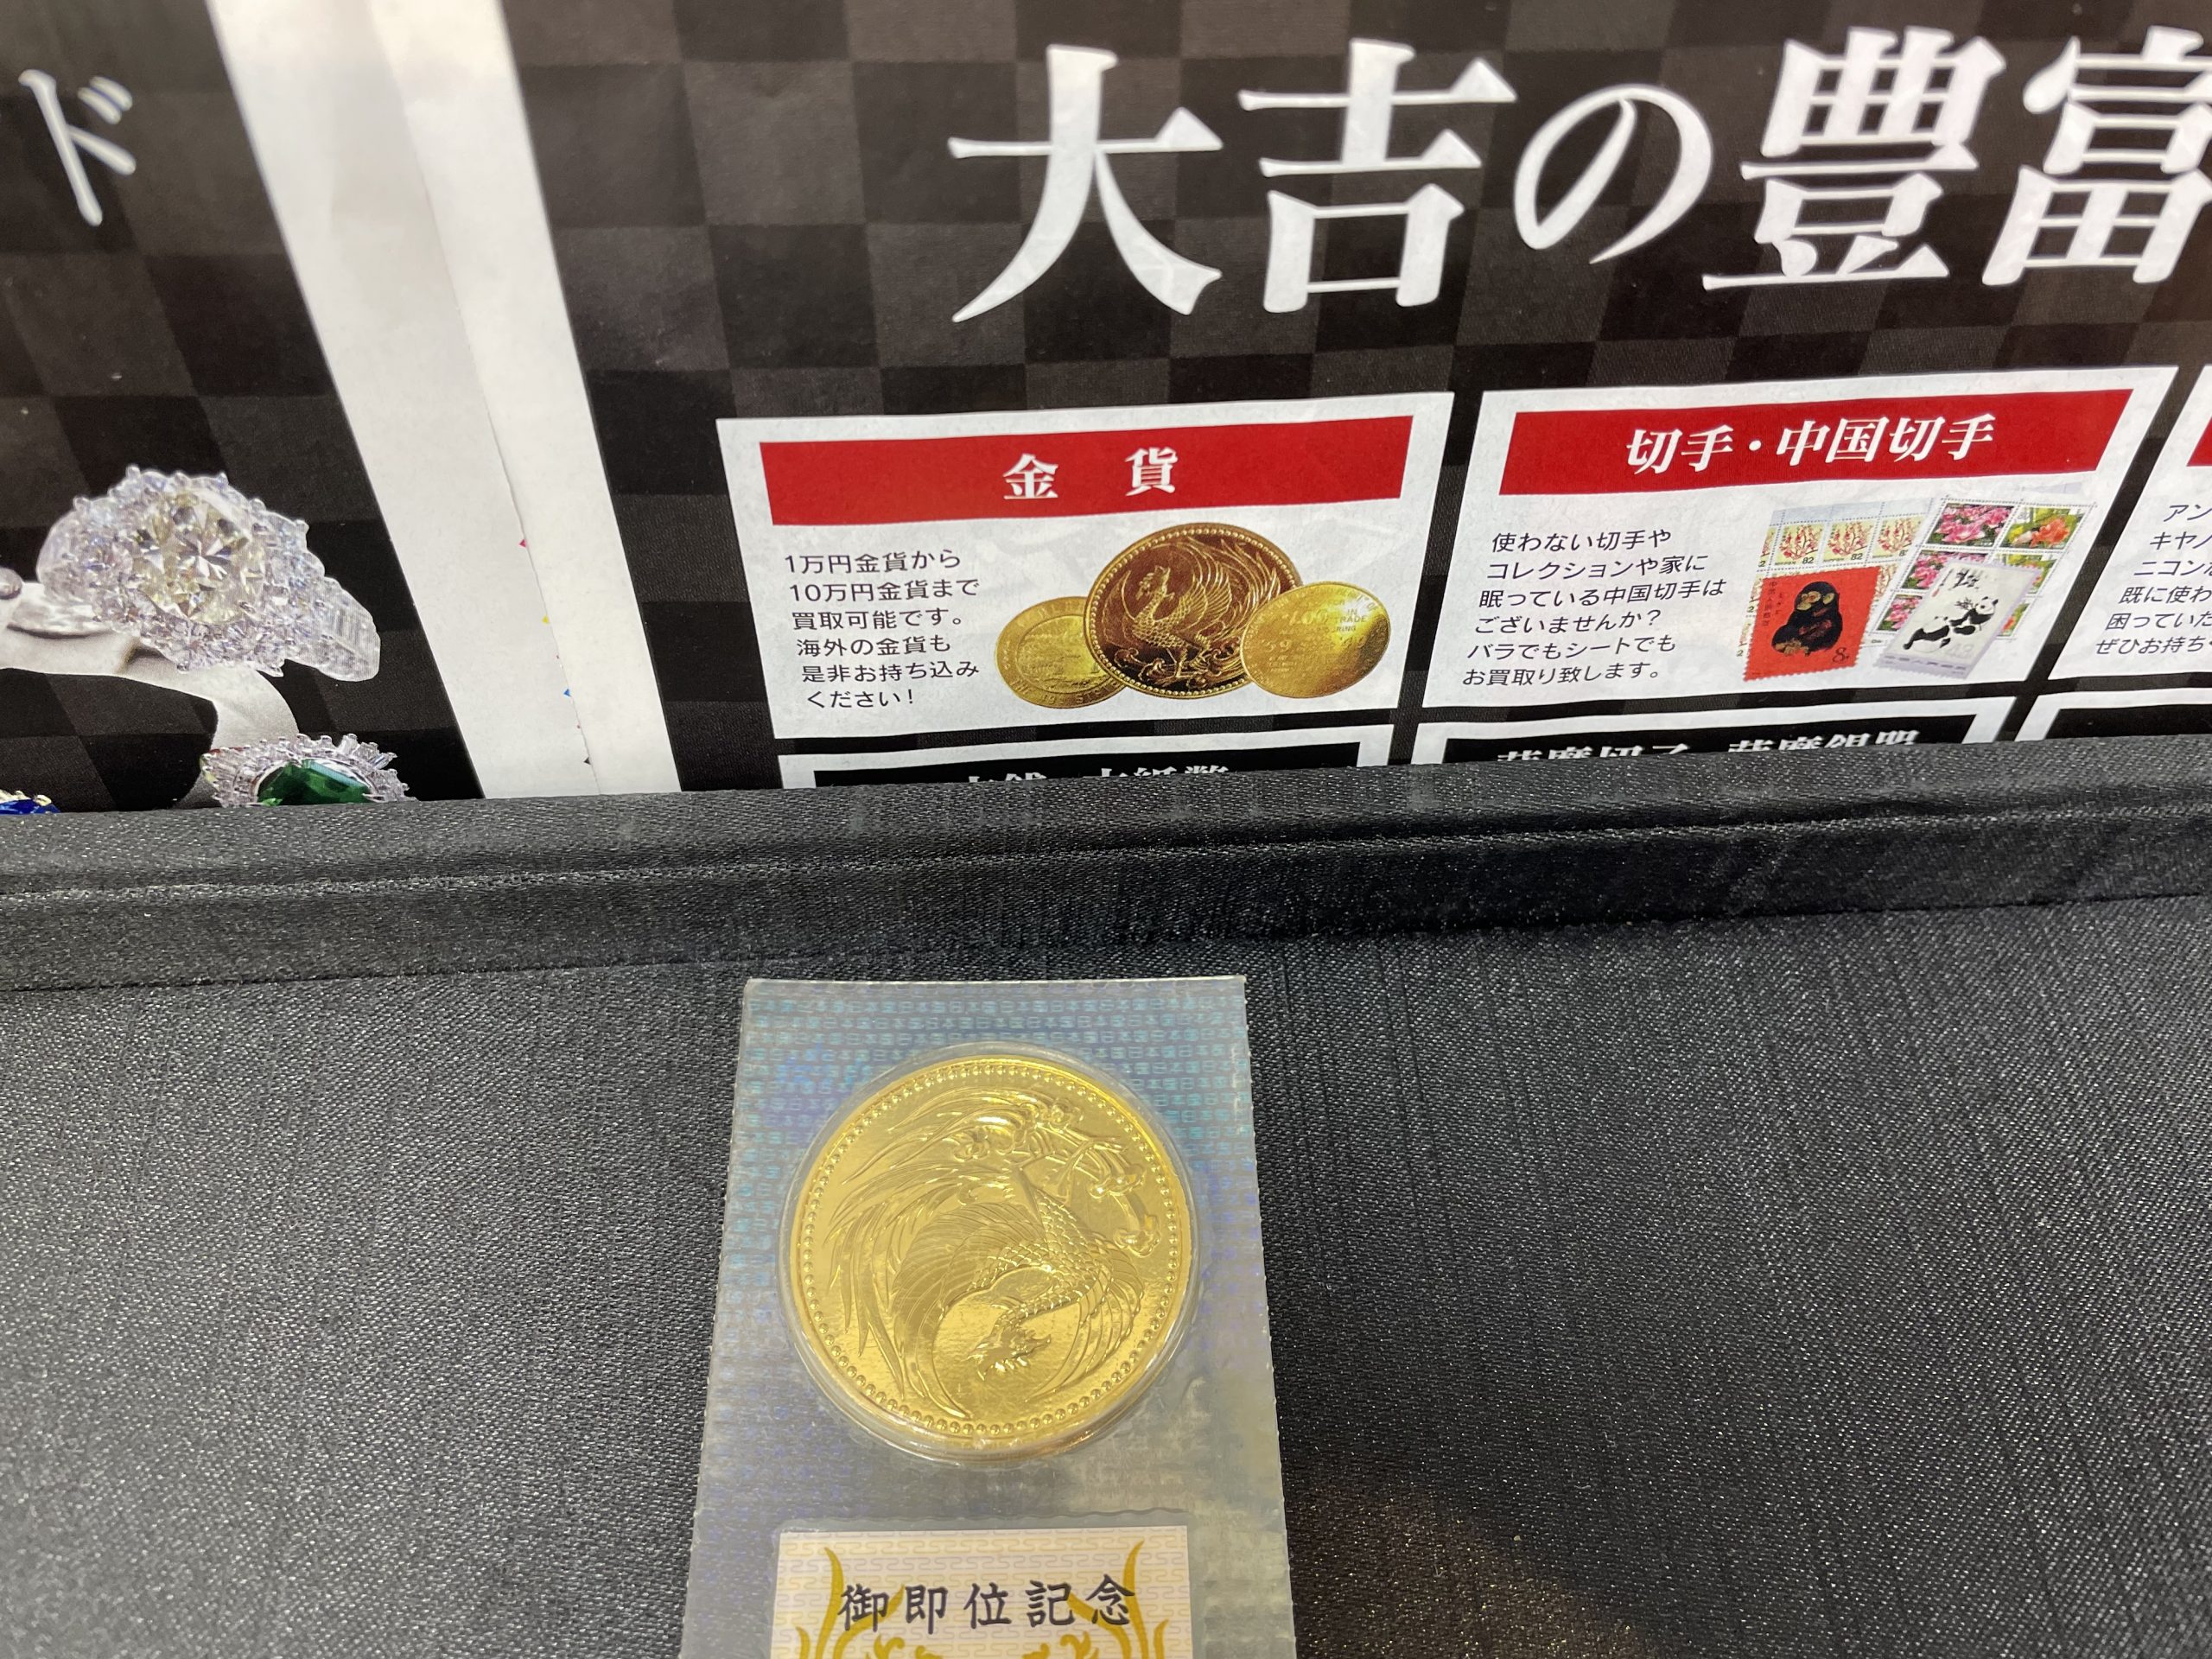 ド
大吉の豊富
金貨
1万円金貨から
10万円金貨まで
買取可能です。
海外の金貨も
是非お持ち込み
ください！
切手・中国切手
使わない切手や
コレクションや家に
眠っている中国切手は
ございませんか？
バラでもシートでも
お買取り致します。
アン
キヤノ
ニコン
既に使わ
困っていた
ぜひお持ち
御即位記念